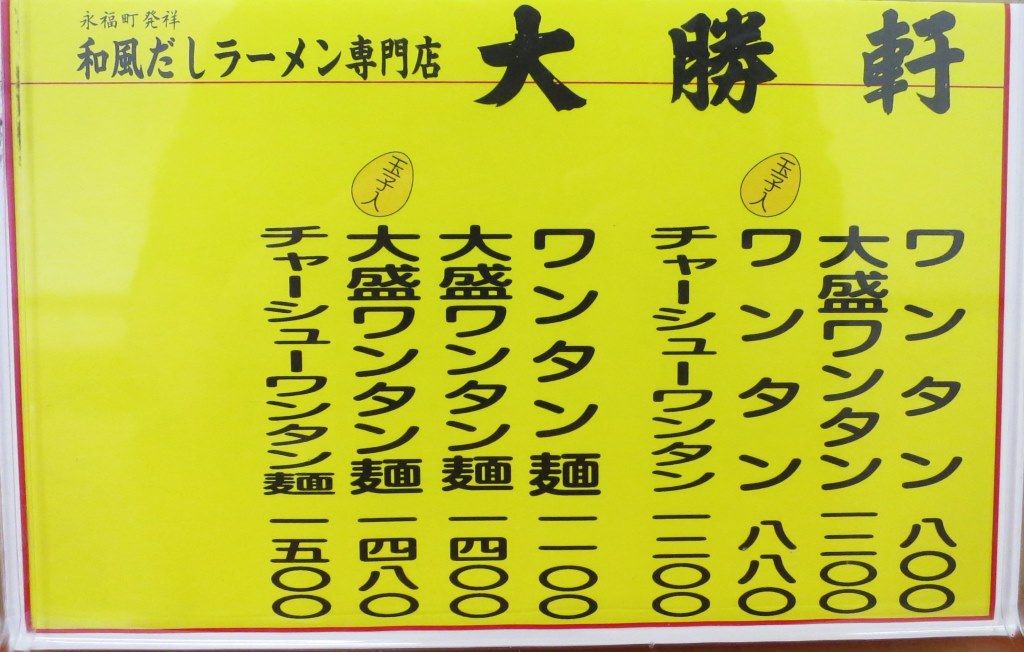 永福町発祥
和風だしラーメン専門店
大勝軒
ワンタン 八〇〇
大盛ワンタン 一二〇〇
玉子入
ワンタン 八八〇
チャーシューワンタン 一二〇〇
ワンタン麺 一一〇〇
大盛ワンタン麺 一四〇〇
玉子入
大盛ワンタン麺 一四八〇
チャーシューワンタン麺 一五〇〇